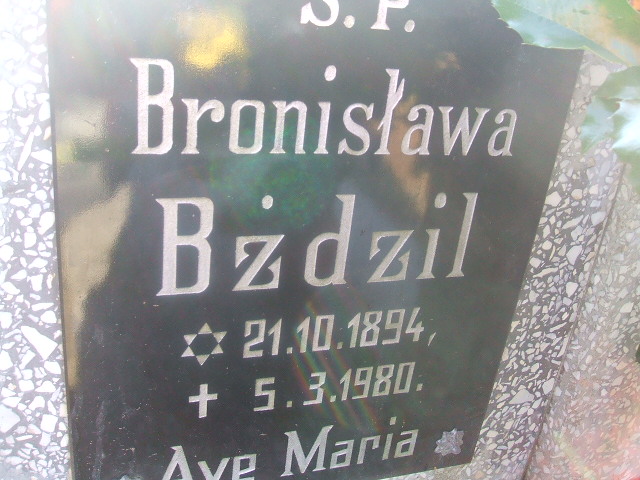 Ś.P.
Bronisława
Bżdzil
✡ 21.10.1894,
✝ 5.3.1980.
Ave Maria